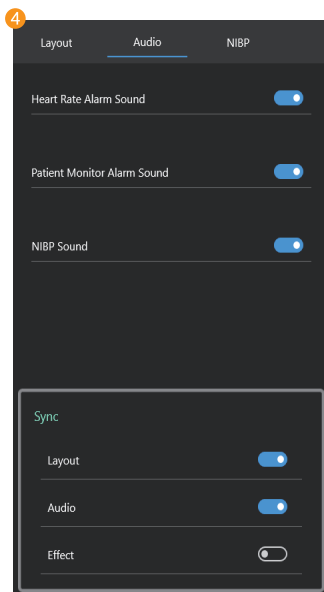 4
Layout Audio NIBP
Heart Rate Alarm Sound
Patient Monitor Alarm Sound
NIBP Sound
Sync
Layout
Audio
Effect